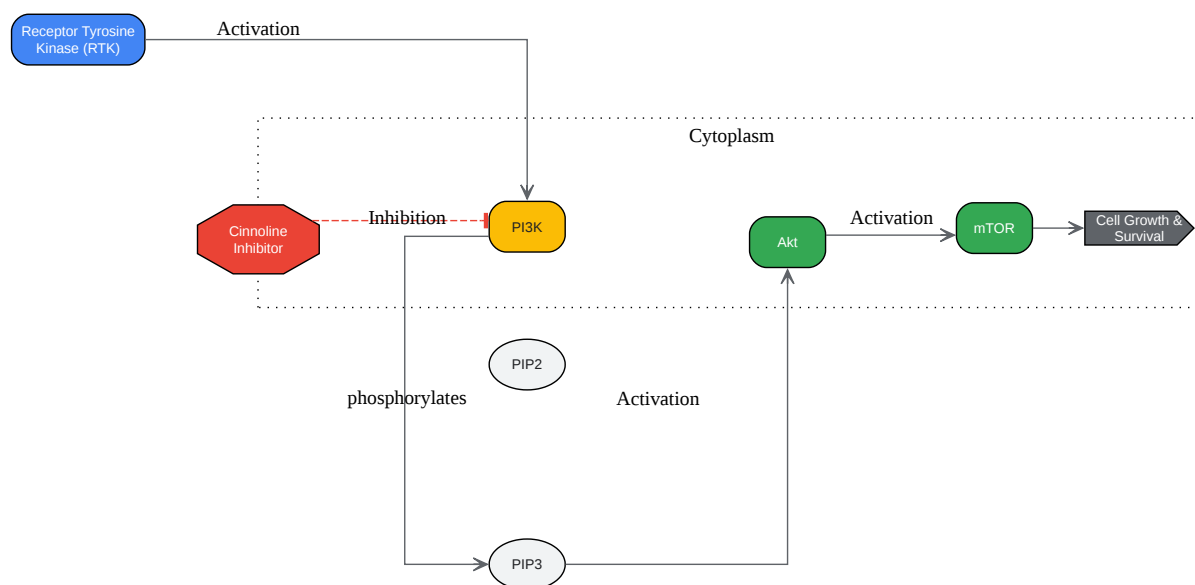 Receptor Tyrosine
Kinase (RTK)
Activation
Cytoplasm
Cinnoline
Inhibitor
Inhibition
PI3K
Akt
Activation
mTOR
Cell Growth &
Survival
PIP2
phosphorylates
Activation
PIP3